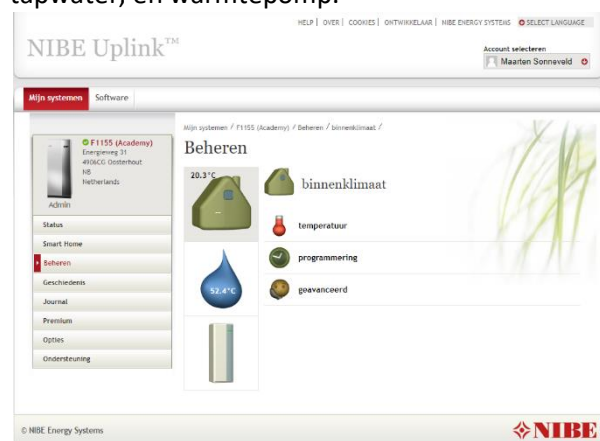 tapwater, en warmtepomp.
HELP | OVER | COOKIES | ONTWIKKELAAR | NIBE ENERGY SYSTEMS SELECT LANGUAGE
NIBE Uplink™
Account selecteren
Maarten Sonneveld
Mijn systemen Software
Mijn systemen / F1155 (Academy) / Beheren / binnenklimaat /
F1155 (Academy)
Energieweg 31
4906CG Oosterhout
NB
Netherlands
Admin
Status
Smart Home
Beheren
Geschiedenis
Journal
Premium
Opties
Ondersteuning
Beheren
20.3°C
--
52.4°C
binnenklimaat
temperatuur
programmering
geavanceerd
© NIBE Energy Systems
NIBE